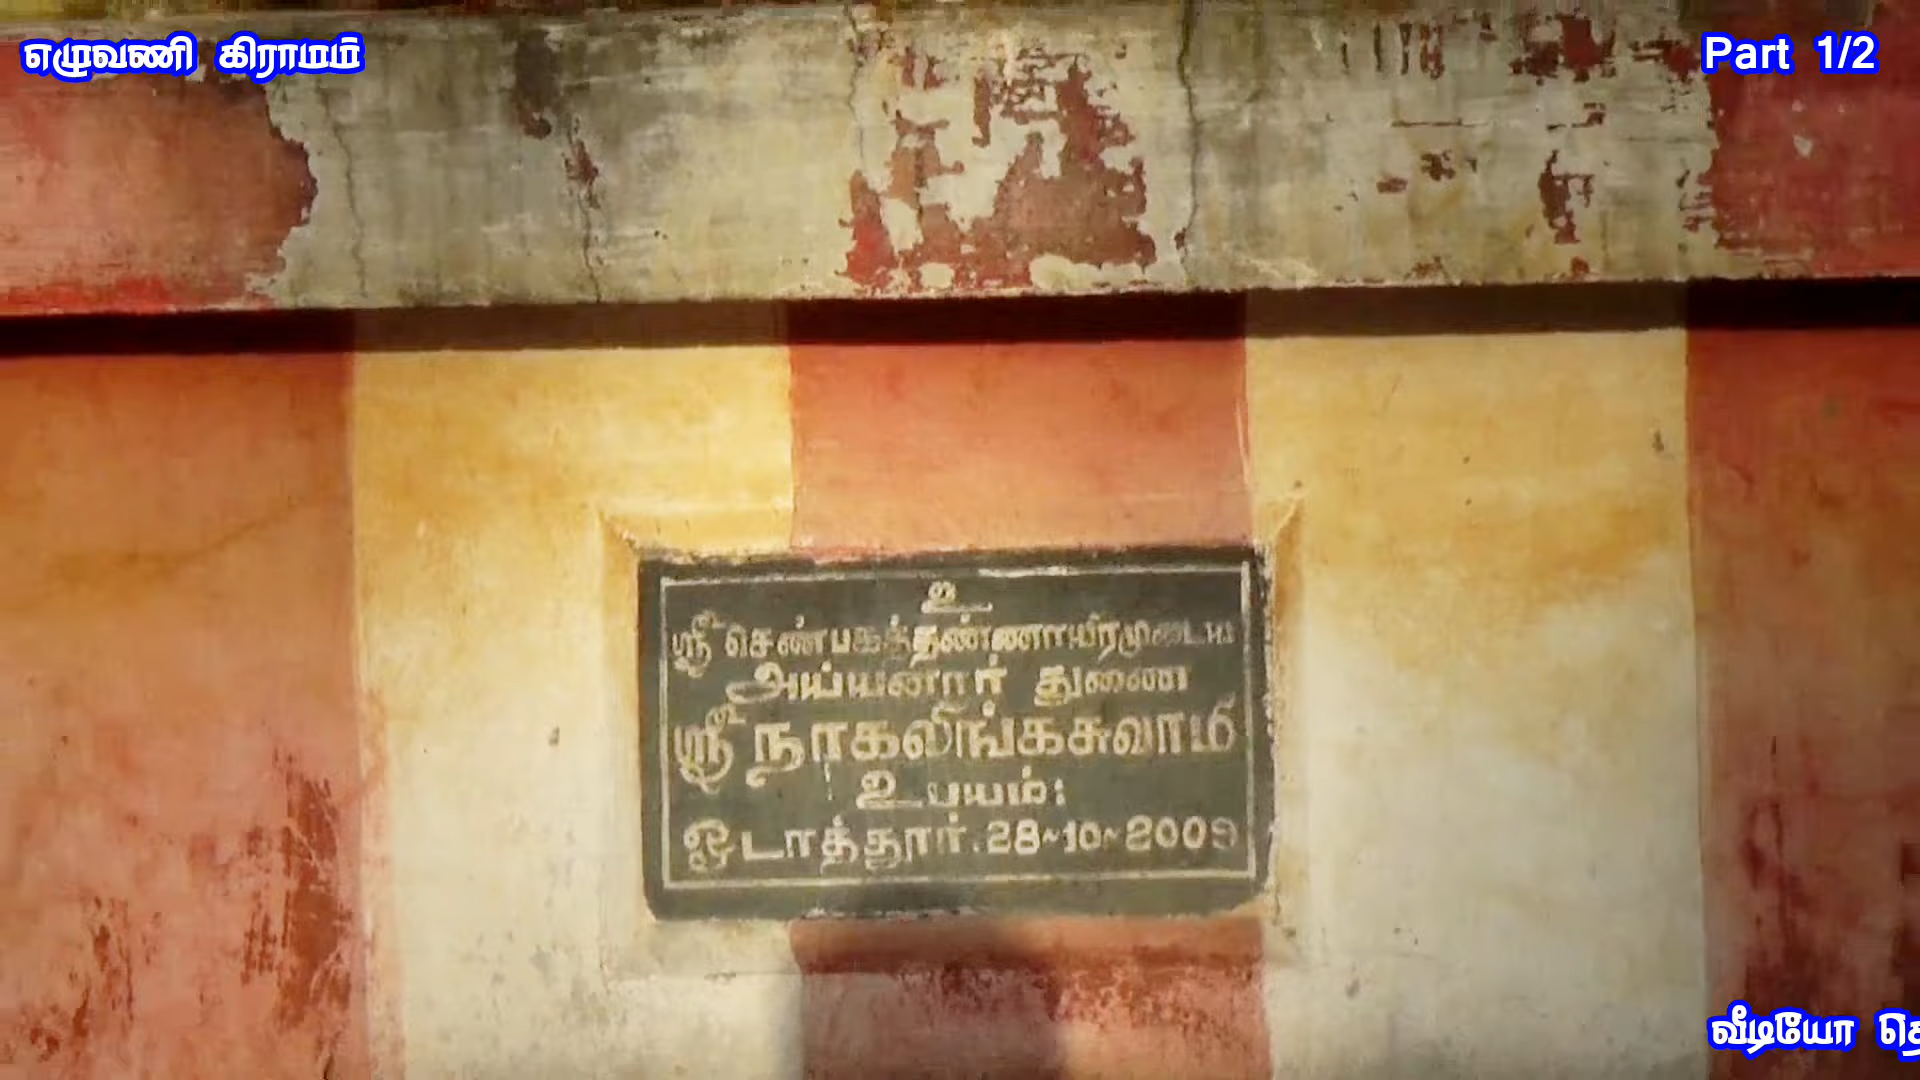 எழுவணி கிராமம்
Part 1/2
உ
ஸ்ரீ செண்பகத்தண்ணாயிரமுடைய
அய்யனார் துணை
ஸ்ரீ நாகலிங்கசுவாமி
உபயம்:
ஓடாத்தூர். 28~10~2009
வீடியோ